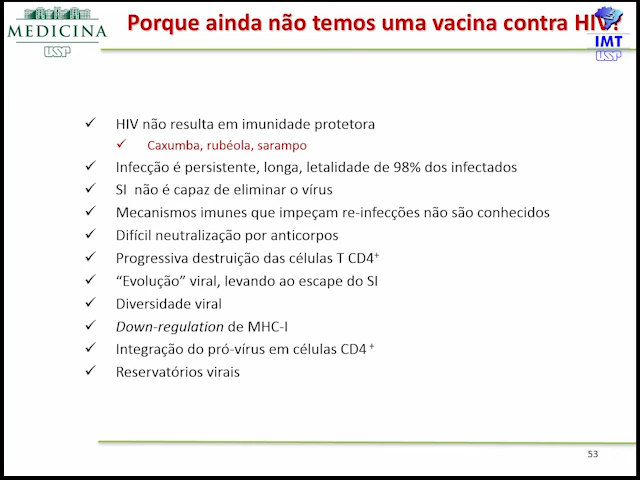 MEDICINA
USP
Porque ainda não temos uma vacina contra HIV?
IMT
USP
HIV não resulta em imunidade protetora
Caxumba, rubéola, sarampo
Infecção é persistente, longa, letalidade de 98% dos infectados
SI não é capaz de eliminar o vírus
Mecanismos imunes que impeçam re-infecções não são conhecidos
Difícil neutralização por anticorpos
Progressiva destruição das células T CD4+
“Evolução” viral, levando ao escape do SI
Diversidade viral
Down-regulation de MHC-I
Integração do pró-vírus em células CD4 +
Reservatórios virais
53